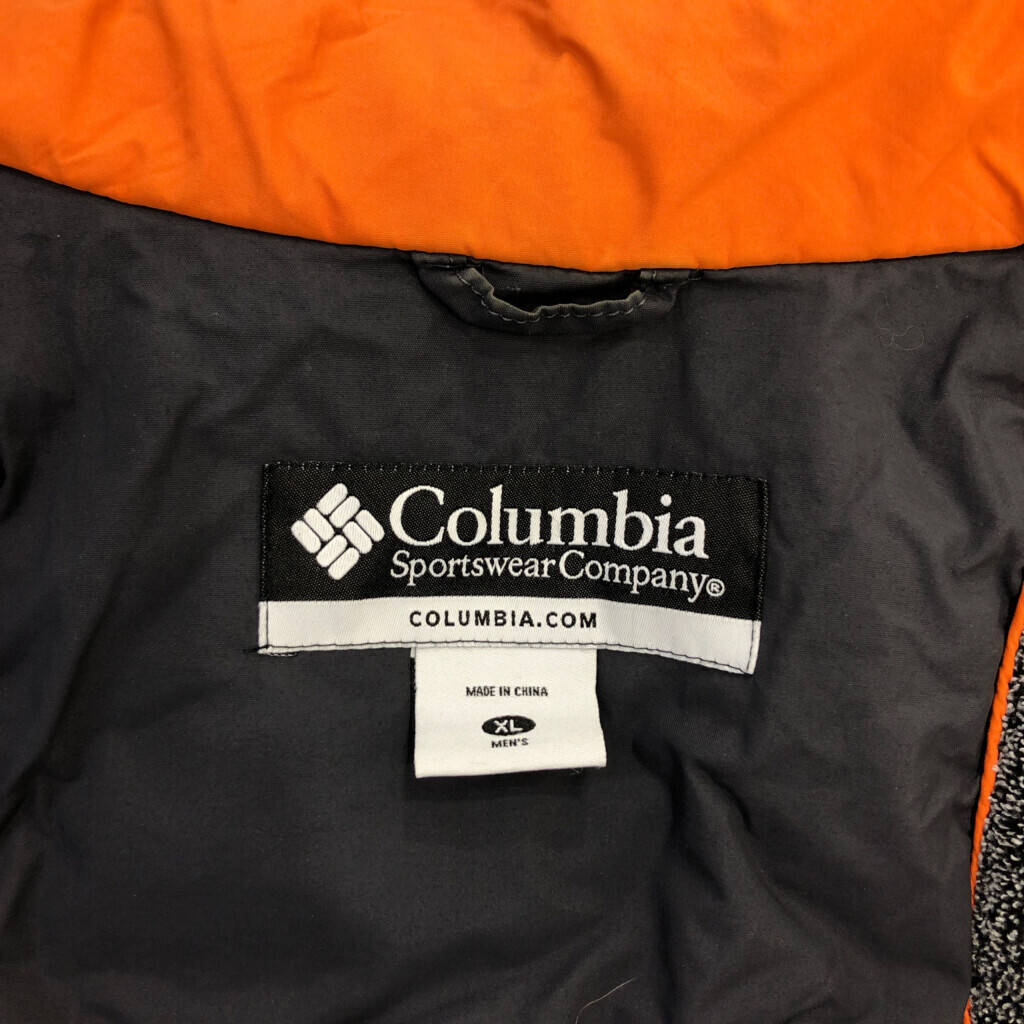 Columbia
Sportswear Company®
COLUMBIA.COM
MADE IN CHINA
XL
MEN'S